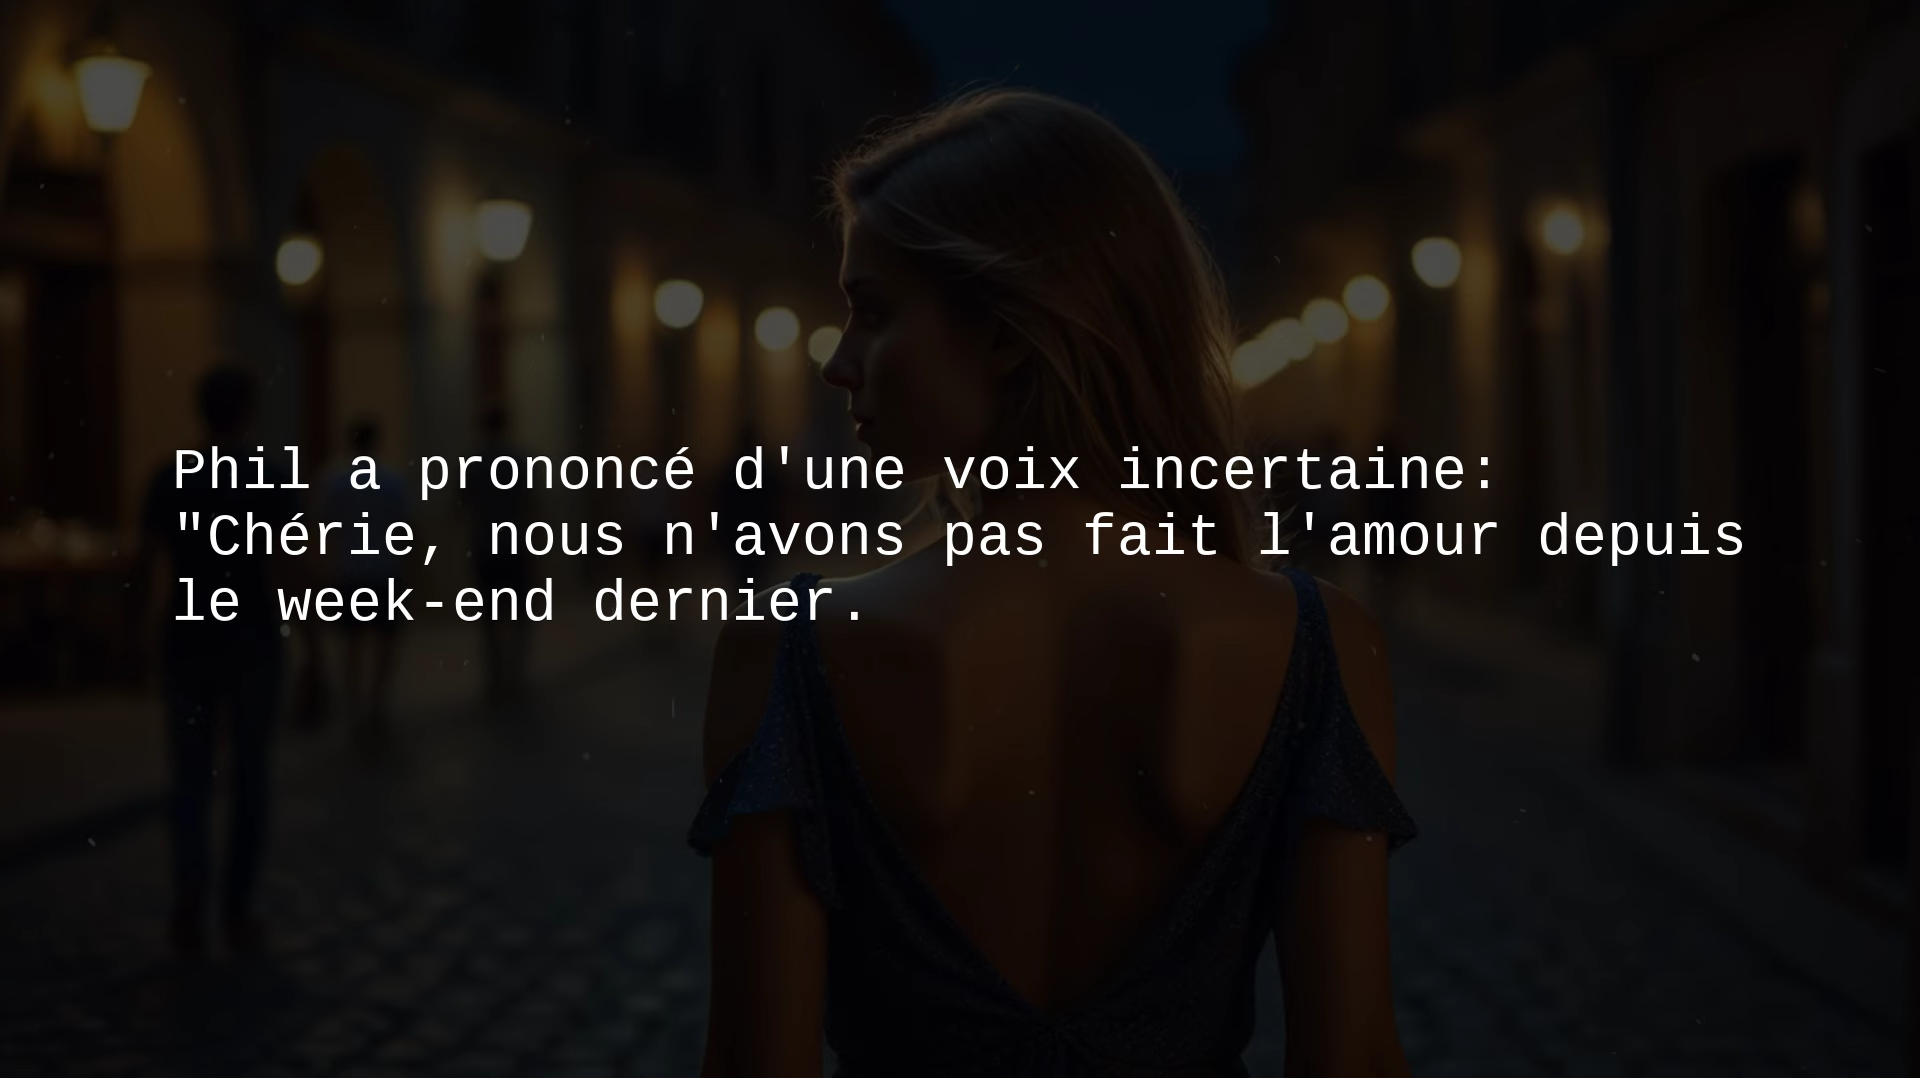 Phil a prononcé d'une voix incertaine:
"Chérie, nous n'avons pas fait l'amour depuis
le week-end dernier.